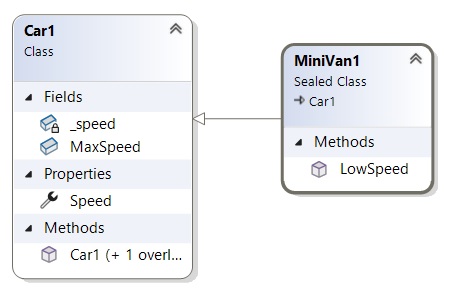 Car1
Class
Fields
_speed
MaxSpeed
Properties
Speed
Methods
Car1 (+ 1 overl...
MiniVan1
Sealed Class
Car1
Methods
LowSpeed